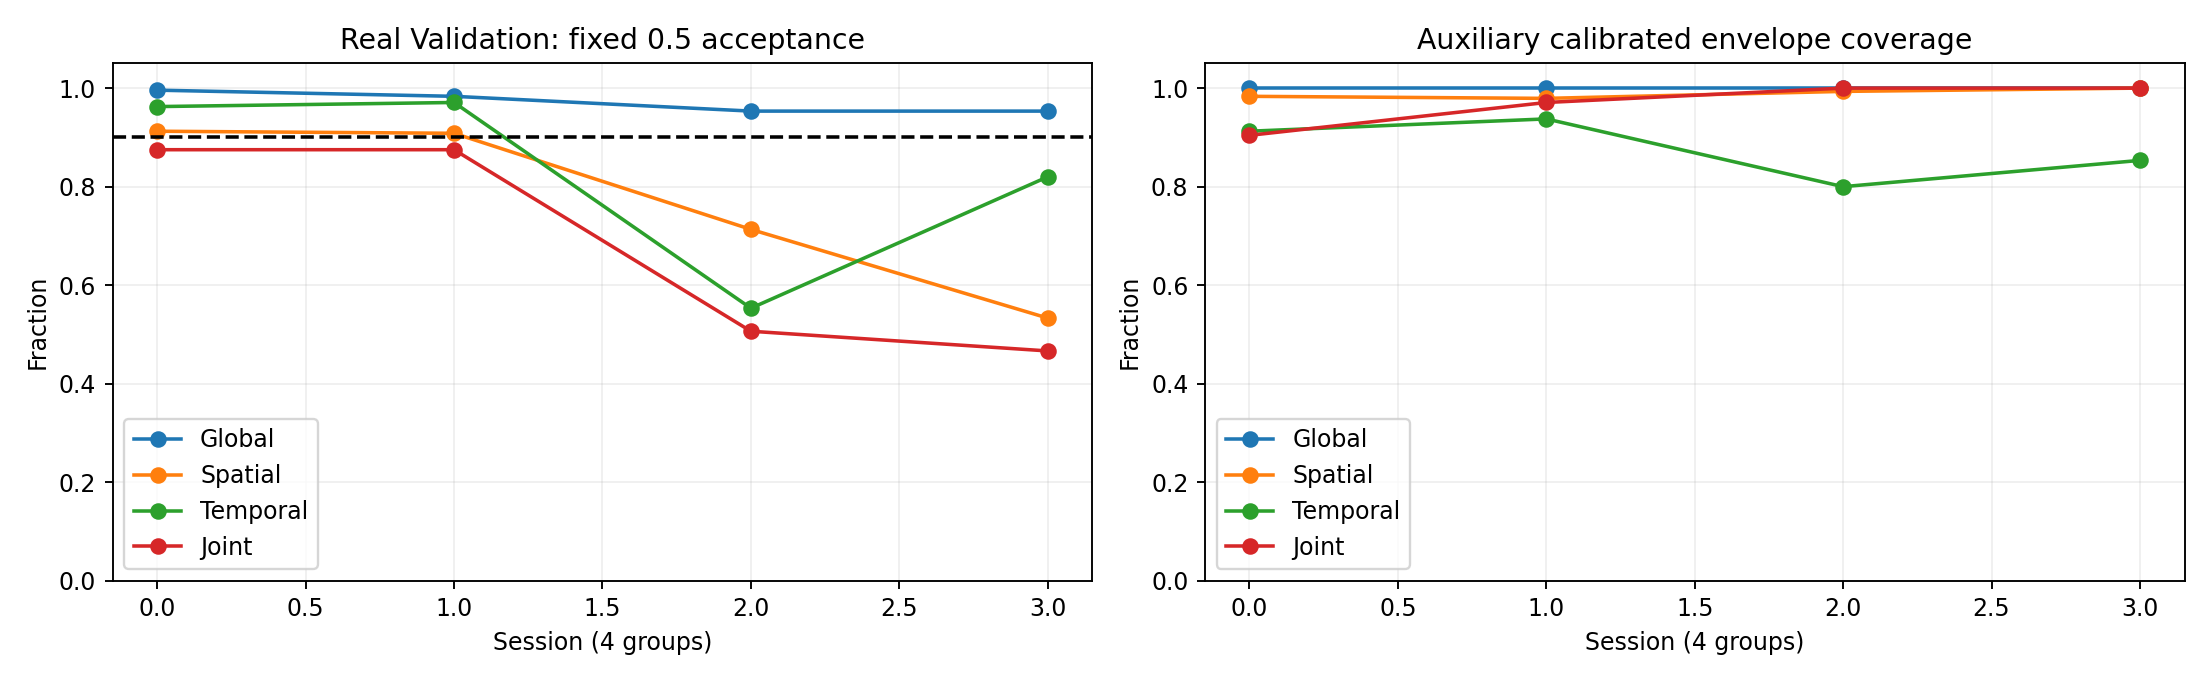 Real Validation: fixed 0.5 acceptance
Fraction
1.0
0.8
0.6
0.4
0.2
0.0
Global
Spatial
Temporal
Joint
0.0 0.5 1.0 1.5 2.0 2.5 3.0
Session (4 groups)
Auxiliary calibrated envelope coverage
Fraction
1.0
0.8
0.6
0.4
0.2
0.0
Global
Spatial
Temporal
Joint
0.0 0.5 1.0 1.5 2.0 2.5 3.0
Session (4 groups)